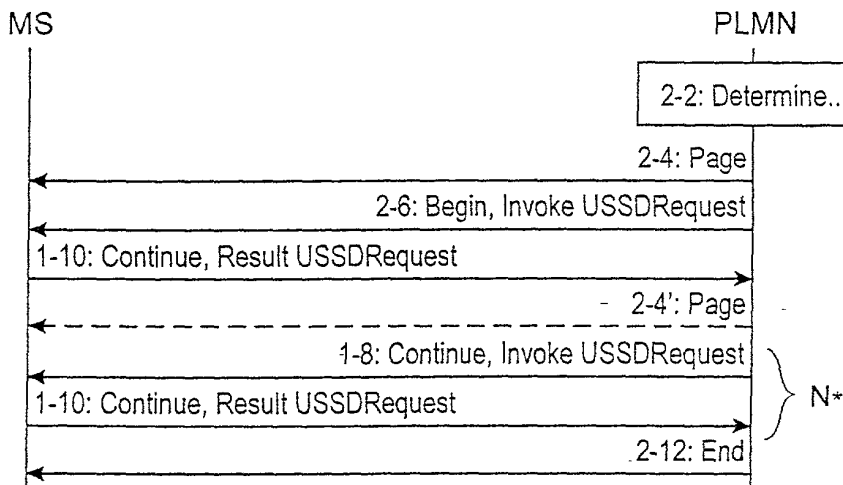 MS PLMN
2-2: Determine..
2-4: Page
2-6: Begin, Invoke USSDRequest
1-10: Continue, Result USSDRequest
2-4': Page
1-8: Continue, Invoke USSDRequest
1-10: Continue, Result USSDRequest
N*
2-12: End